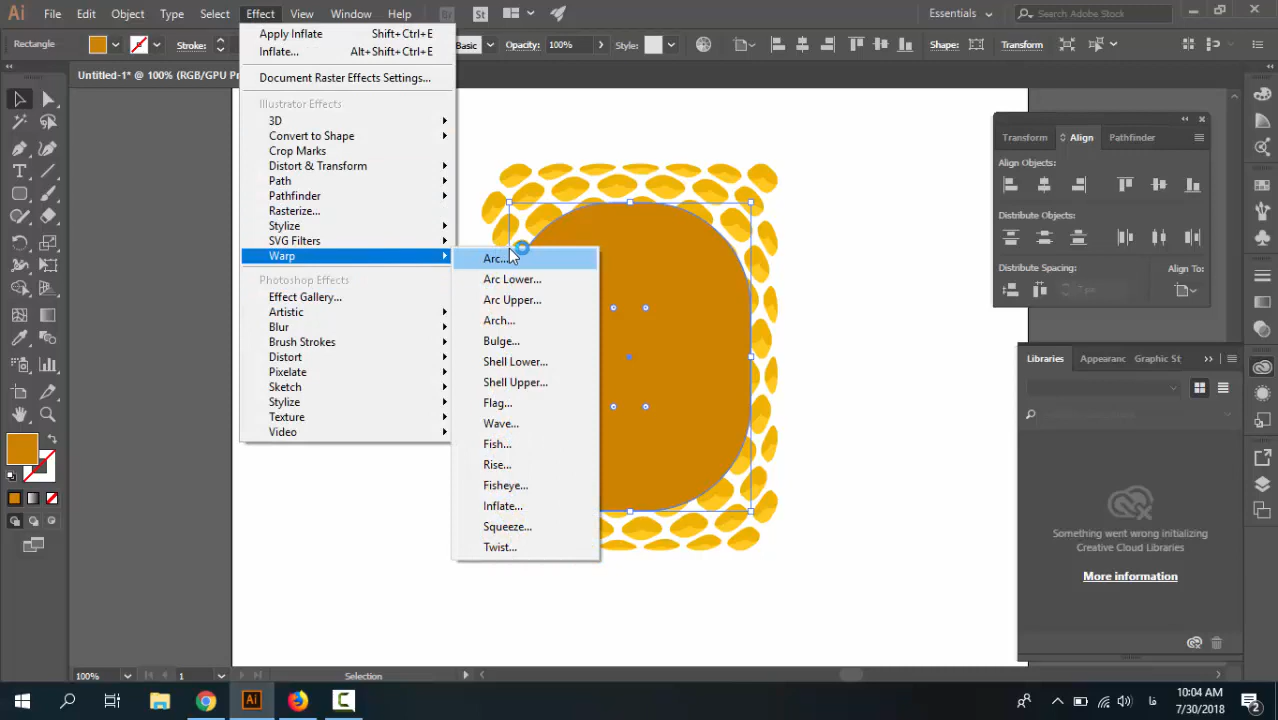 Ai File Edit Object Type Select Effect View Window Help Br St Essentials Search Adobe Stock
Rectangle Stroke: Basic Opacity: 100% Style: Shape: Transform
Untitled-1* @ 100% (RGB/GPU Pr
Apply Inflate Shift+Ctrl+E
Inflate... Alt+Shift+Ctrl+E
Document Raster Effects Settings...
Illustrator Effects
3D
Convert to Shape
Crop Marks
Distort & Transform
Path
Pathfinder
Rasterize...
Stylize
SVG Filters
Warp
Photoshop Effects
Effect Gallery...
Artistic
Blur
Brush Strokes
Distort
Pixelate
Sketch
Stylize
Texture
Video
Arc...
Arc Lower...
Arc Upper...
Arch...
Bulge...
Shell Lower...
Shell Upper...
Flag...
Wave...
Fish...
Rise...
Fisheye...
Inflate...
Squeeze...
Twist...
Transform Align Pathfinder
Align Objects:
Distribute Objects:
Distribute Spacing: Align To:
Libraries Appearanc Graphic St
Something went wrong initializing
Creative Cloud Libraries
More information
100% 1 Selection
Ai فا 10:04 AM
7/30/2018 2